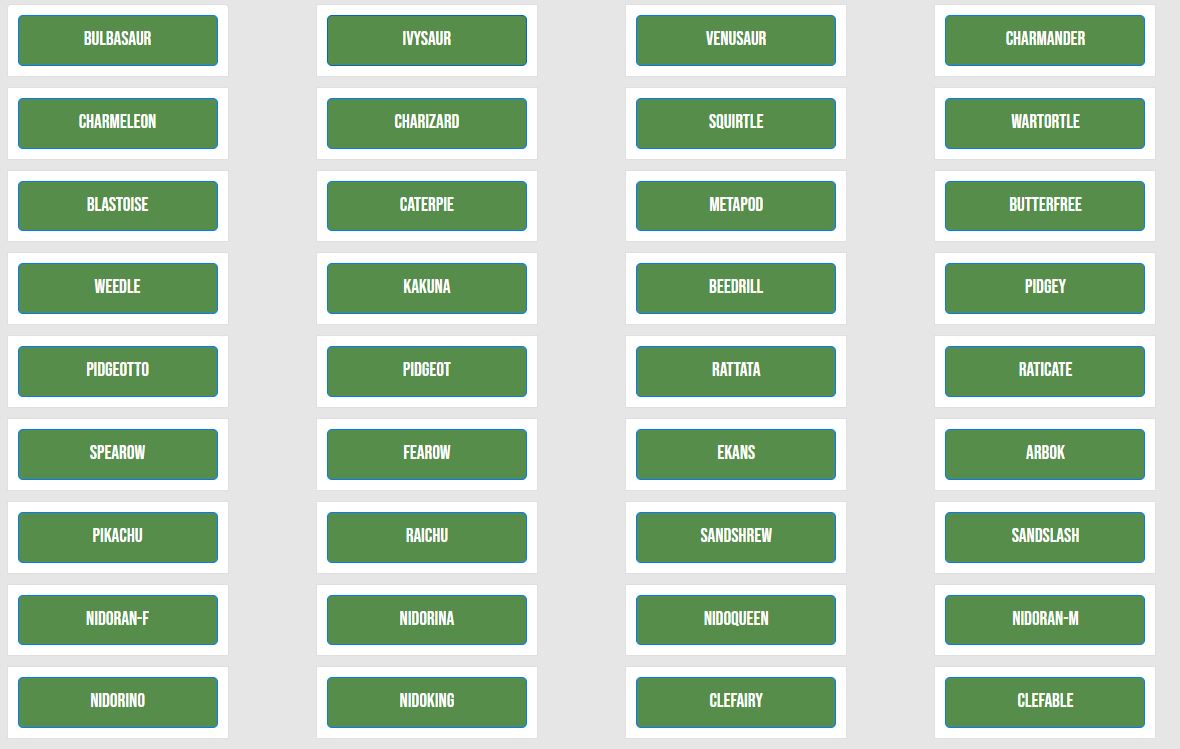 BULBASAUR
IVYSAUR
VENUSAUR
CHARMANDER
CHARMELEON
CHARIZARD
SQUIRTLE
WARTORTLE
BLASTOISE
CATERPIE
METAPOD
BUTTERFREE
WEEDLE
KAKUNA
BEEDRILL
PIDGEY
PIDGEOTTO
PIDGEOT
RATTATA
RATICATE
SPEAROW
FEAROW
EKANS
ARBOK
PIKACHU
RAICHU
SANDSHREW
SANDSLASH
NIDORAN-F
NIDORINA
NIDOQUEEN
NIDORAN-M
NIDORINO
NIDOKING
CLEFAIRY
CLEFABLE